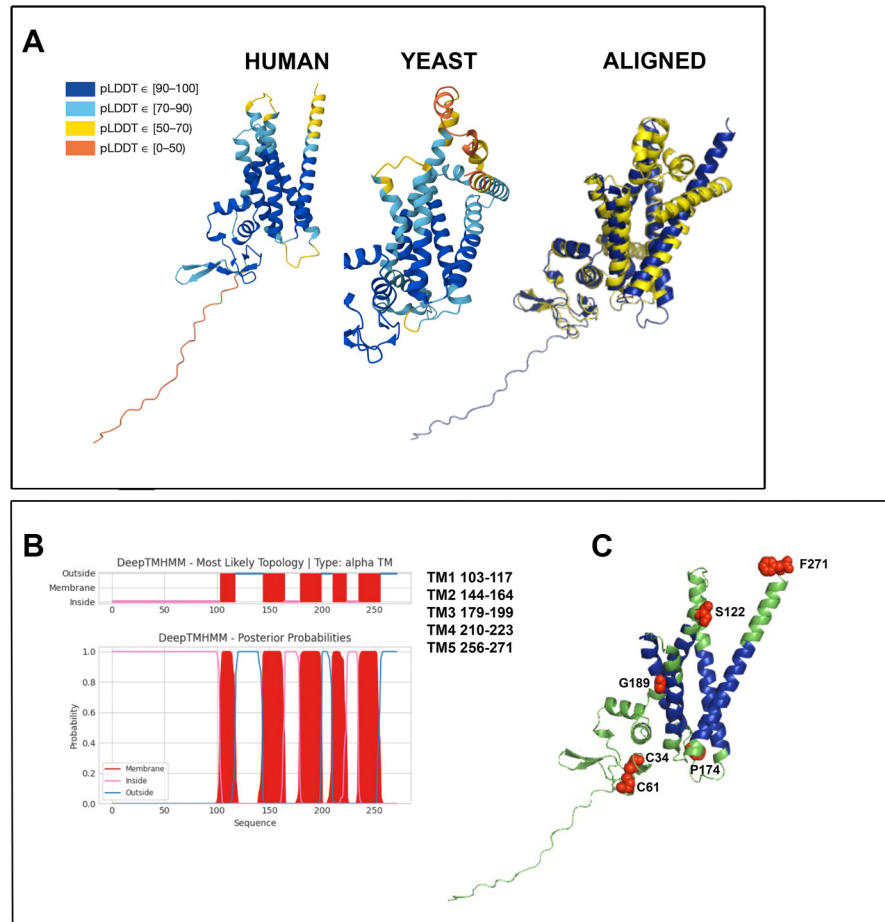 A
HUMAN
YEAST
ALIGNED
pLDDT ∈ [90–100]
pLDDT ∈ [70–90)
pLDDT ∈ [50–70)
pLDDT ∈ [0–50)
B
DeepTMHMM - Most Likely Topology | Type: alpha TM
Outside
Membrane
Inside
0 50 100 150 200 250
DeepTMHMM - Posterior Probabilities
1.0
0.8
0.6
0.4
0.2
0.0
Probability
Membrane
Inside
Outside
0 50 100 150 200 250
Sequence
TM1 103-117
TM2 144-164
TM3 179-199
TM4 210-223
TM5 256-271
C
F271
S122
G189
C34
P174
C61